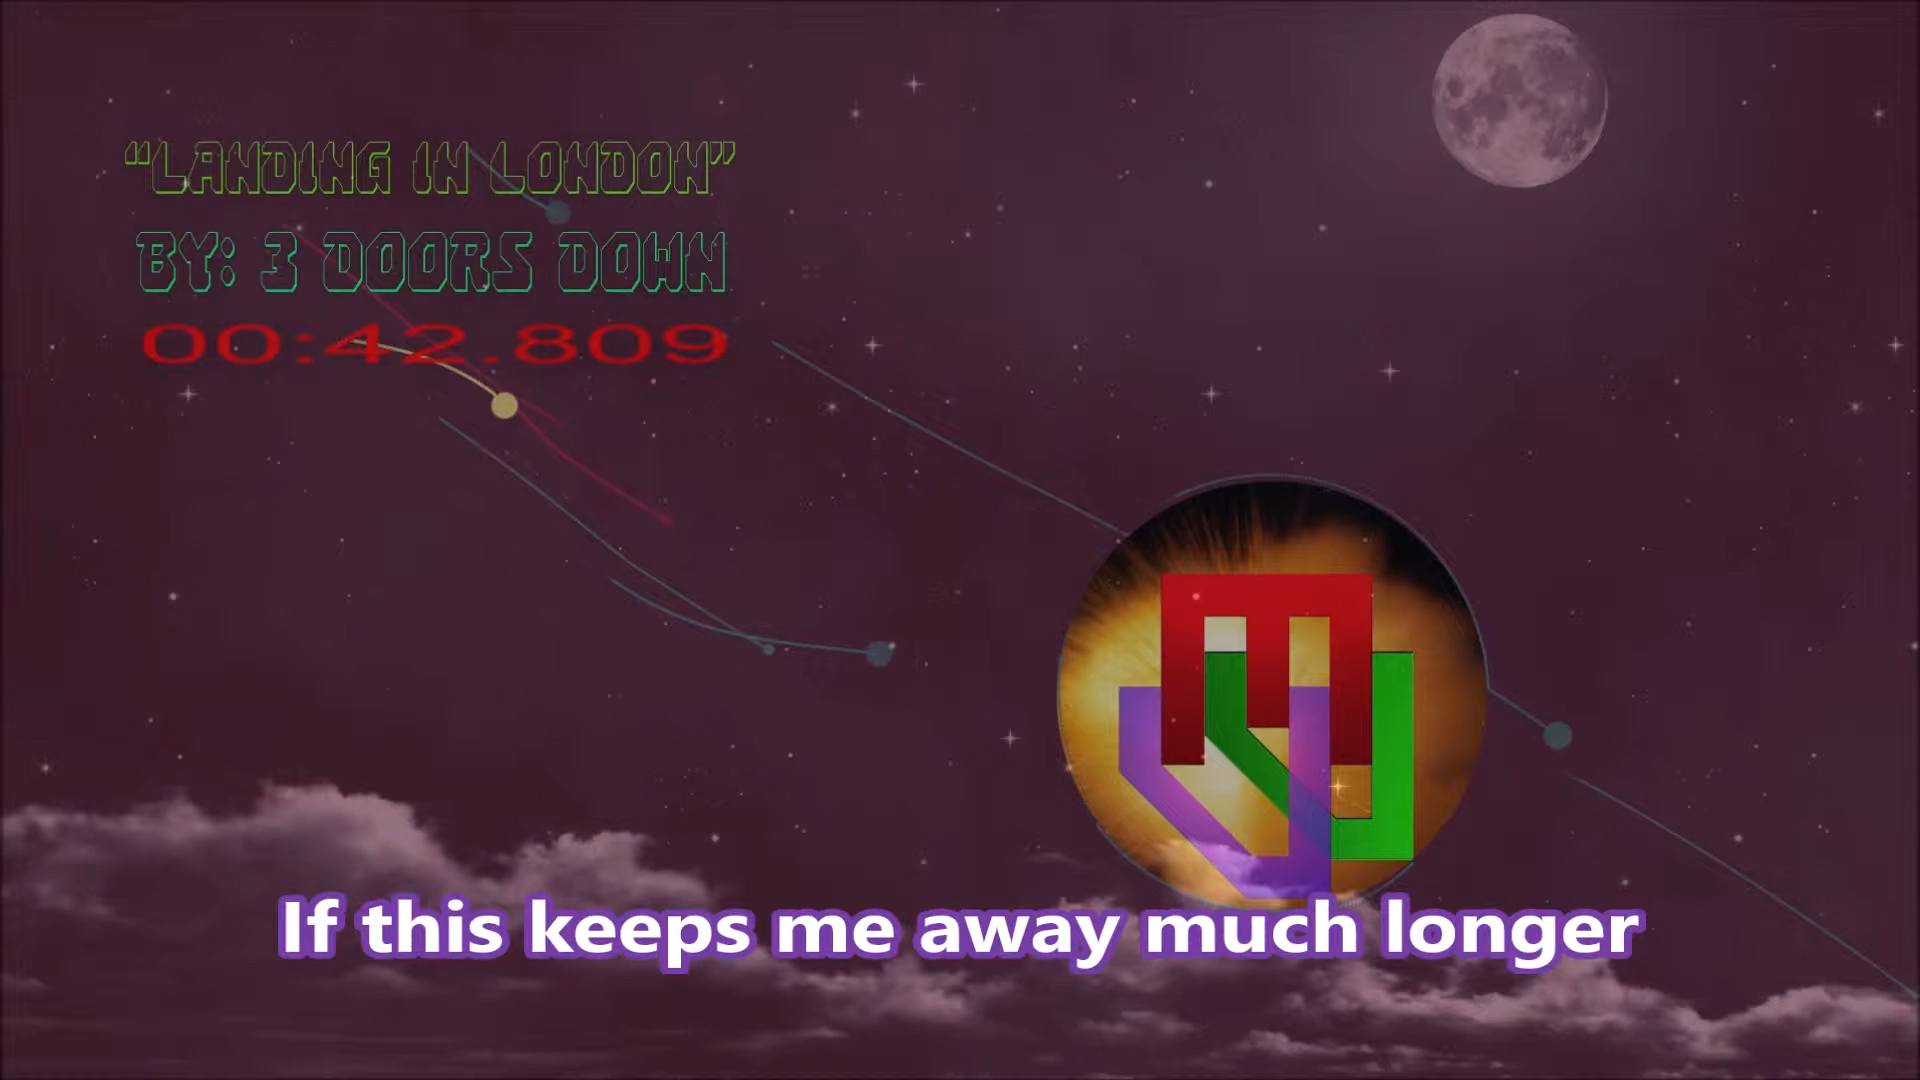 “LANDING IN LONDON”
BY: 3 DOORS DOWN
00:42.809
If this keeps me away much longer